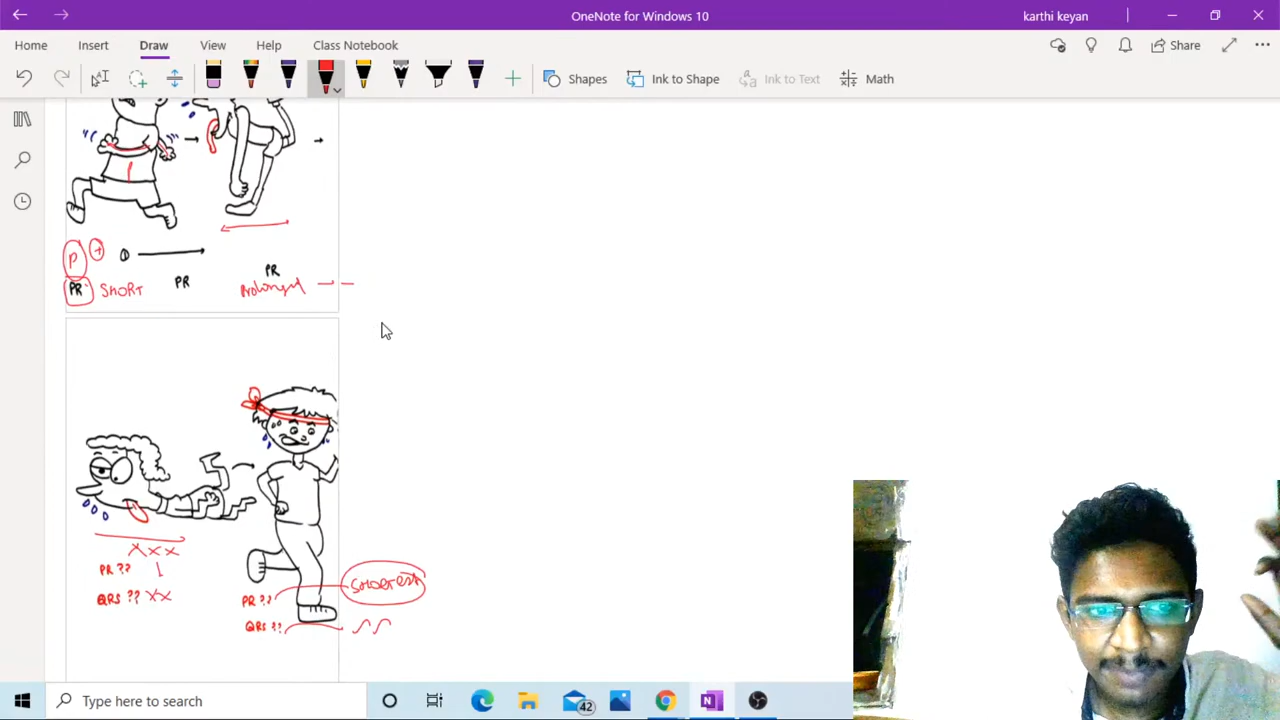 OneNote for Windows 10
karthi keyan
Home Insert Draw View Help Class Notebook
Share
Shapes Ink to Shape Ink to Text Math
P +
PR SHORT PR PR
Prolonged
XXX
PR ??
QRS ?? XX
Shortest
PR ??
QRS ??
Type here to search
42